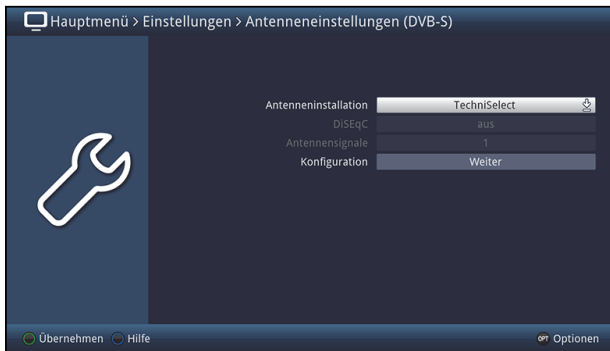 Hauptmenü > Einstellungen > Antenneneinstellungen (DVB-S)
Antenneninstallation TechniSelect
DiSEqC aus
Antennensignale 1
Konfiguration Weiter
Übernehmen Hilfe OPT Optionen